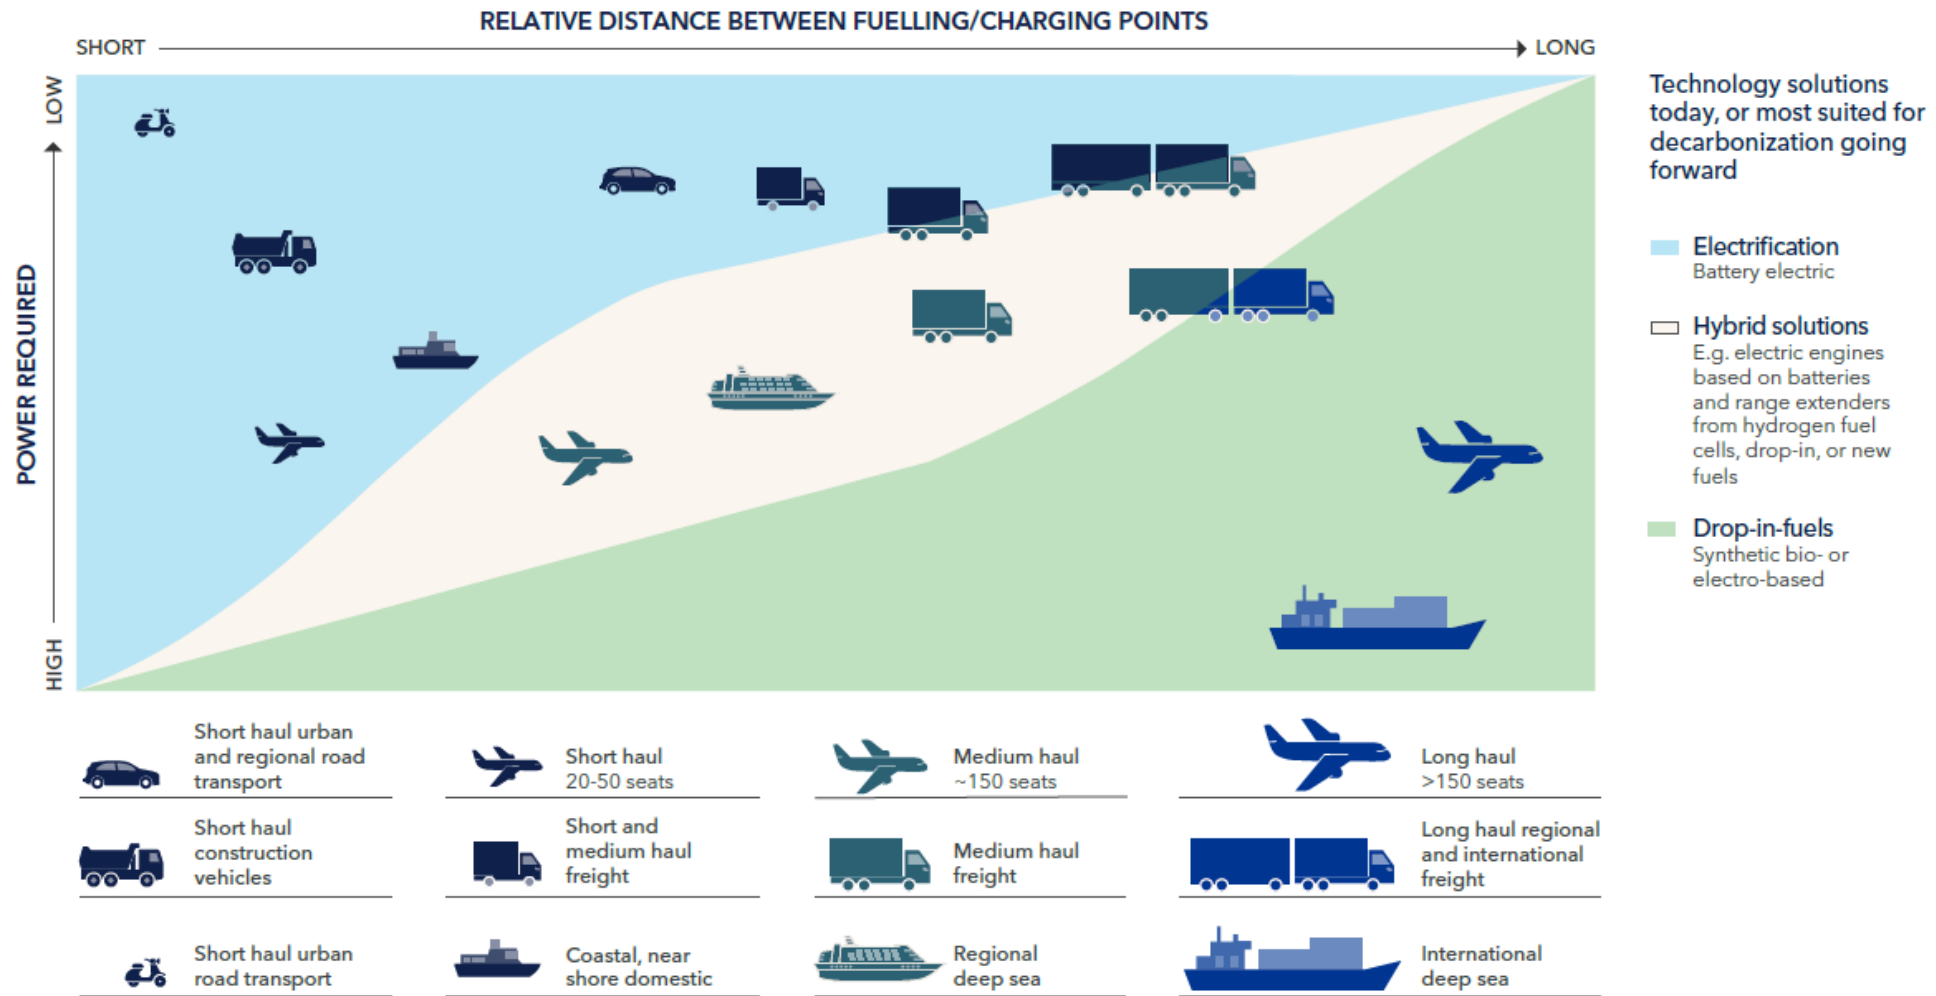 RELATIVE DISTANCE BETWEEN FUELLING/CHARGING POINTS
SHORT
LONG
LOW
POWER REQUIRED
HIGH
Technology solutions
today, or most suited for
decarbonization going
forward
Electrification
Battery electric
Hybrid solutions
E.g. electric engines
based on batteries
and range extenders
from hydrogen fuel
cells, drop-in, or new
fuels
Drop-in-fuels
Synthetic bio- or
electro-based
Short haul urban
and regional road
transport
Short haul
20-50 seats
Medium haul
~150 seats
Long haul
>150 seats
Short haul
construction
vehicles
Short and
medium haul
freight
Medium haul
freight
Long haul regional
and international
freight
Short haul urban
road transport
Coastal, near
shore domestic
Regional
deep sea
International
deep sea